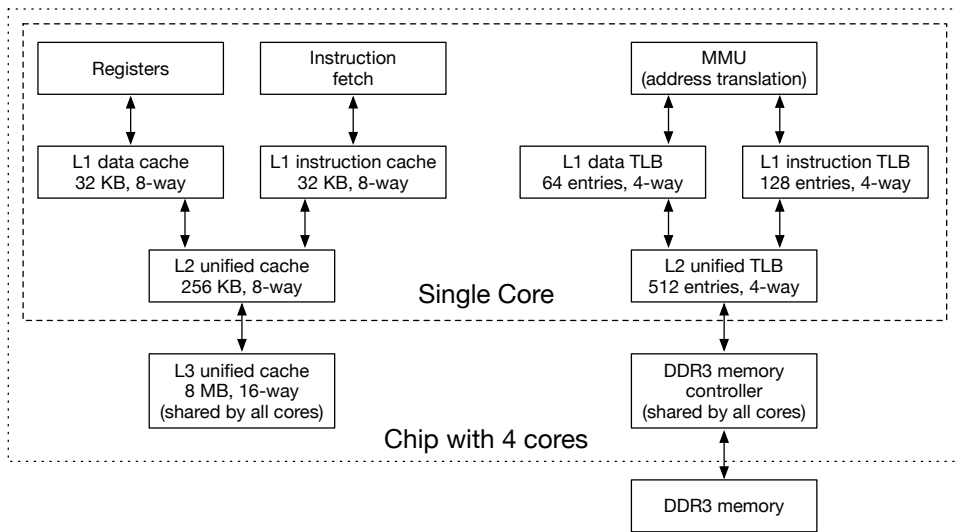 Registers
Instruction
fetch
MMU
(address translation)
L1 data cache
32 KB, 8-way
L1 instruction cache
32 KB, 8-way
L1 data TLB
64 entries, 4-way
L1 instruction TLB
128 entries, 4-way
L2 unified cache
256 KB, 8-way
L2 unified TLB
512 entries, 4-way
Single Core
L3 unified cache
8 MB, 16-way
(shared by all cores)
DDR3 memory
controller
(shared by all cores)
Chip with 4 cores
DDR3 memory